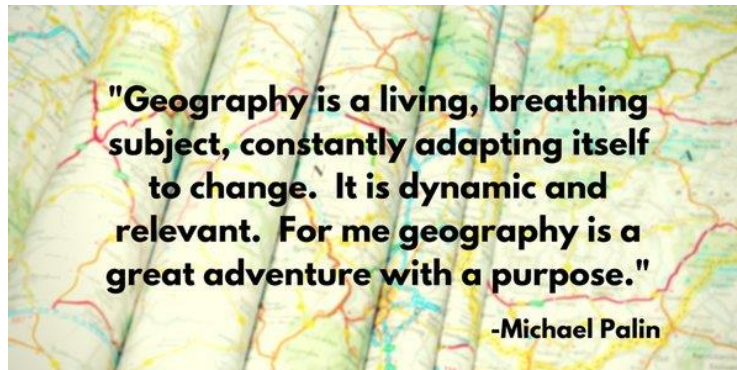 "Geography is a living, breathing
subject, constantly adapting itself
to change.  It is dynamic and
relevant.  For me geography is a
great adventure with a purpose."
-Michael Palin